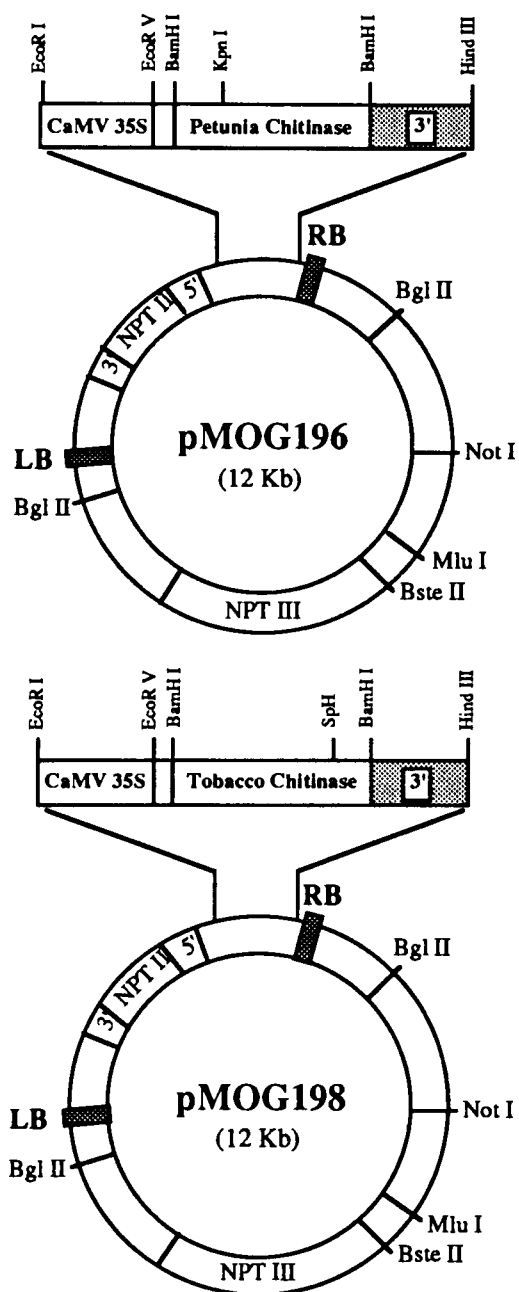 EcoR I EcoR V BamH I Kpn I BamH I Hind III
CaMV 35S Petunia Chitinase 3'
RB
5' Bgl II
NPT II
3'
pMOG196
LB Not I
(12 Kb)
Bgl II
Mlu I
Bste II
NPT III
EcoR I EcoR V BamH I SpH BamH I Hind III
CaMV 35S Tobacco Chitinase 3'
RB
5' Bgl II
NPT II
3'
pMOG198
LB Not I
(12 Kb)
Bgl II
Mlu I
Bste II
NPT III